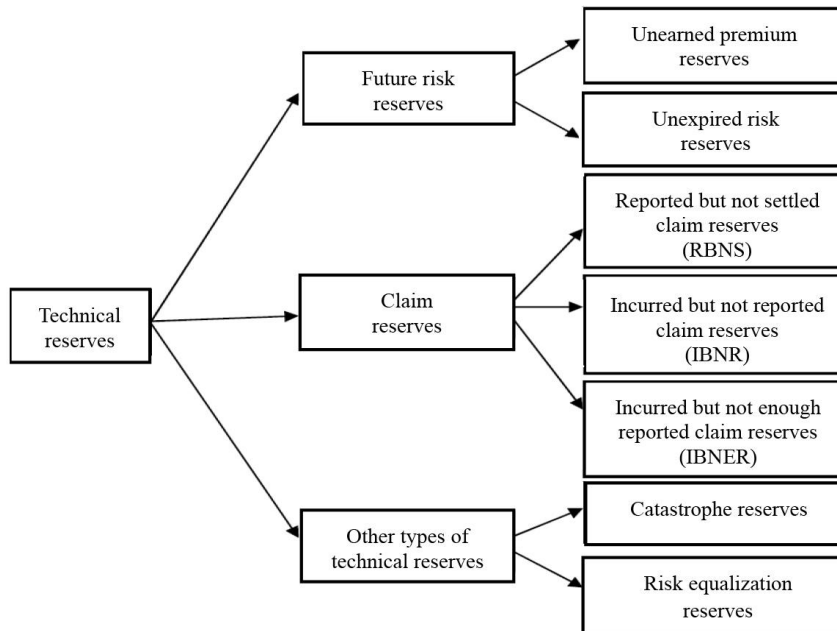 Technical
reserves
Future risk
reserves
Unearned premium
reserves
Unexpired risk
reserves
Claim
reserves
Reported but not settled
claim reserves
(RBNS)
Incurred but not reported
claim reserves
(IBNR)
Incurred but not enough
reported claim reserves
(IBNER)
Other types of
technical reserves
Catastrophe reserves
Risk equalization
reserves